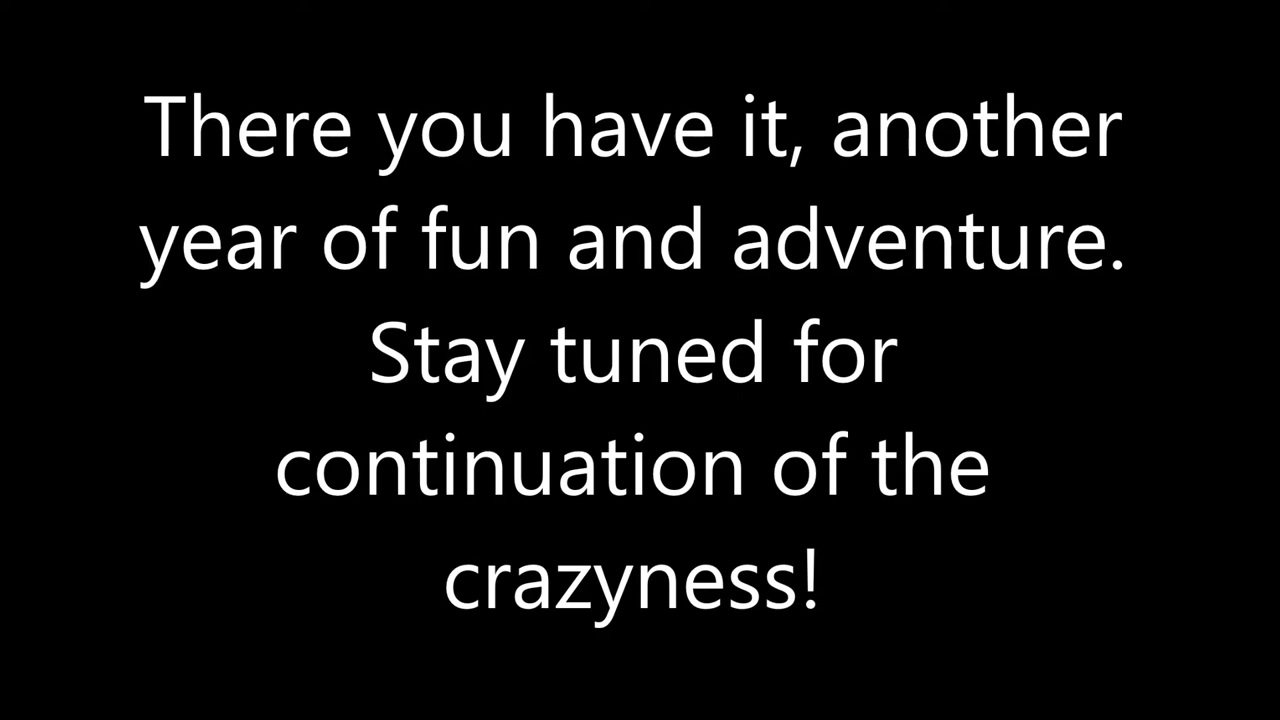 There you have it, another
year of fun and adventure.
Stay tuned for
continuation of the
crazyness!